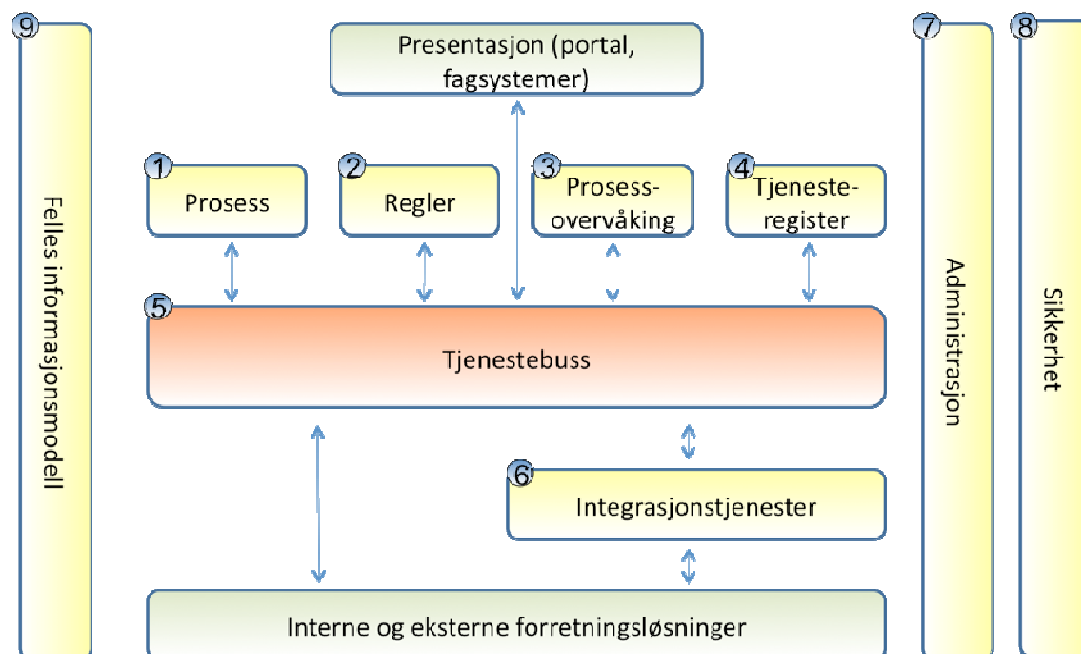 9
Felles informasjonsmodell
Presentasjon (portal,
fagsystemer)
7
Administrasjon
8
Sikkerhet
1
Prosess
2
Regler
3
Prosess-
overvåking
4
Tjeneste-
register
5
Tjenestebuss
6
Integrasjonstjenester
Interne og eksterne forretningsløsninger